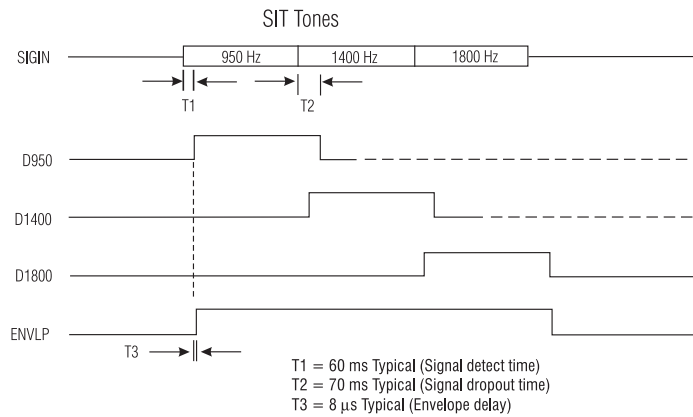 SIT Tones
SIGIN
950 Hz
1400 Hz
1800 Hz
T1
T2
D950
D1400
D1800
ENVLP
T3
T1 = 60 ms Typical (Signal detect time)
T2 = 70 ms Typical (Signal dropout time)
T3 = 8 μs Typical (Envelope delay)